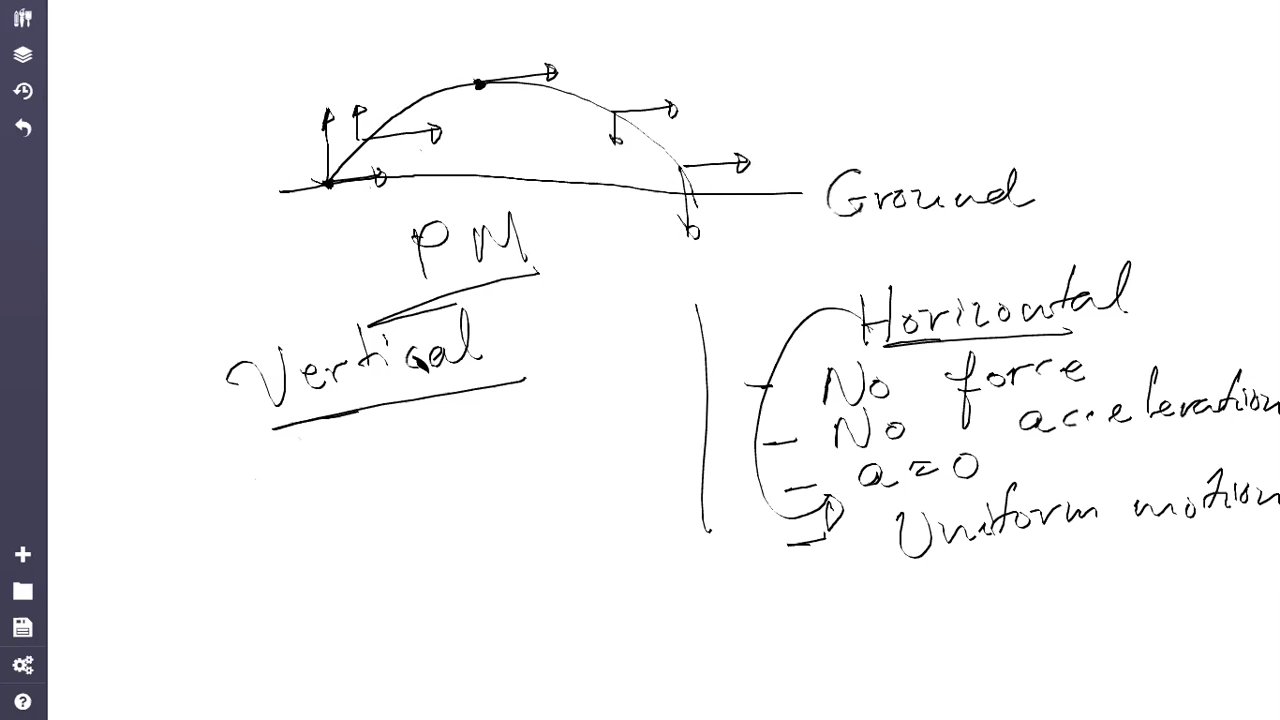 Ground
PM
Vertical
Horizontal
- No force
- No acceleration
- a = 0
- Uniform motion